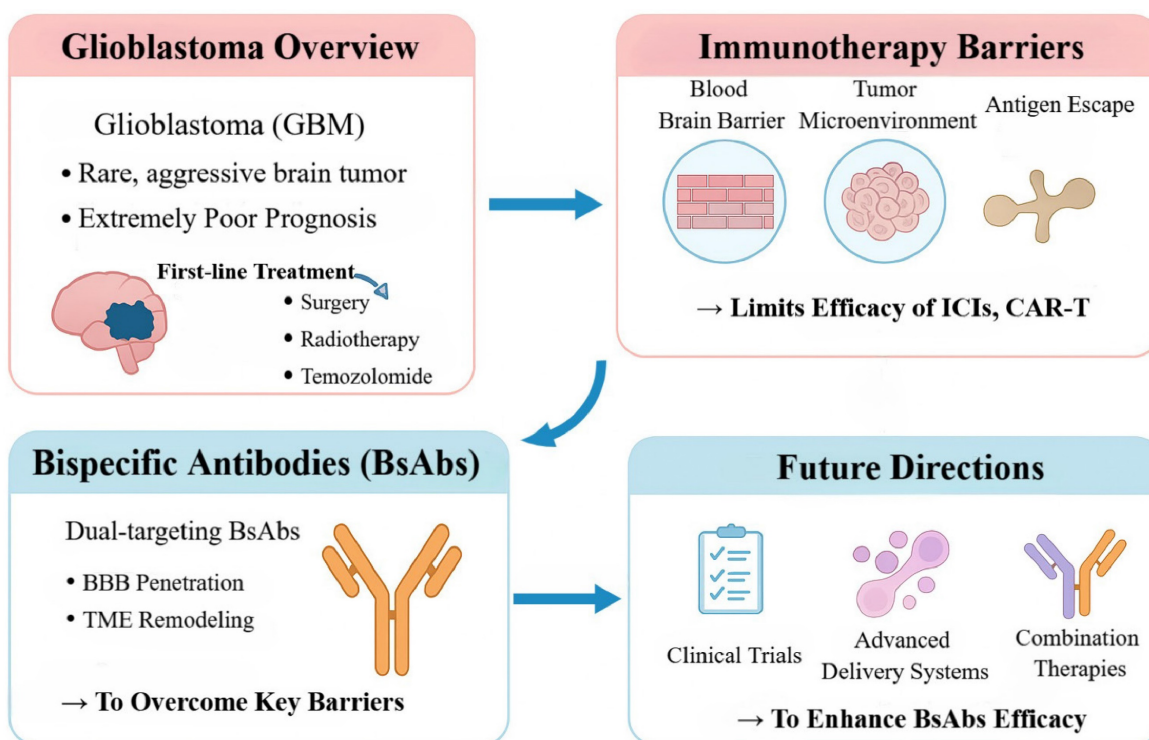 Glioblastoma Overview
Glioblastoma (GBM)
• Rare, aggressive brain tumor
• Extremely Poor Prognosis
First-line Treatment
• Surgery
• Radiotherapy
• Temozolomide
Immunotherapy Barriers
Blood
Brain Barrier
Tumor
Microenvironment
Antigen Escape
→ Limits Efficacy of ICIs, CAR-T
Bispecific Antibodies (BsAbs)
Dual-targeting BsAbs
• BBB Penetration
• TME Remodeling
→ To Overcome Key Barriers
Future Directions
Clinical Trials
Advanced
Delivery Systems
Combination
Therapies
→ To Enhance BsAbs Efficacy